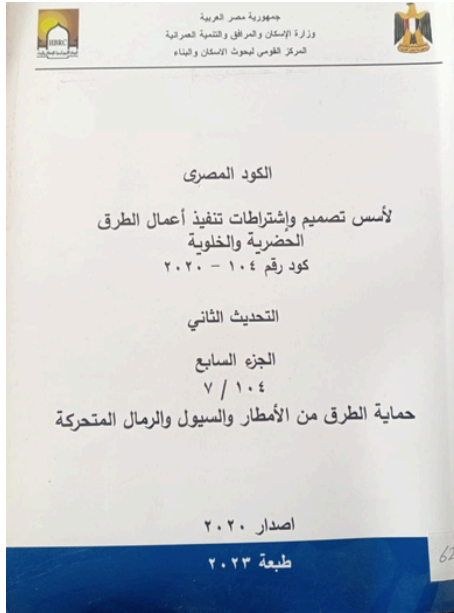 جمهورية مصر العربية
وزارة الإسكان والمرافق والتنمية العمرانية
المركز القومي لبحوث الاسكان والبناء
HBRC
الكود المصرى
لأسس تصميم وإشتراطات تنفيذ أعمال الطرق
الحضرية والخلوية
كود رقم ١٠٤ - ٢٠٢٠
التحديث الثاني
الجزء السابع
١٠٤ / ٧
حماية الطرق من الأمطار والسيول والرمال المتحركة
اصدار ٢٠٢٠
طبعة ٢٠٢٣
62